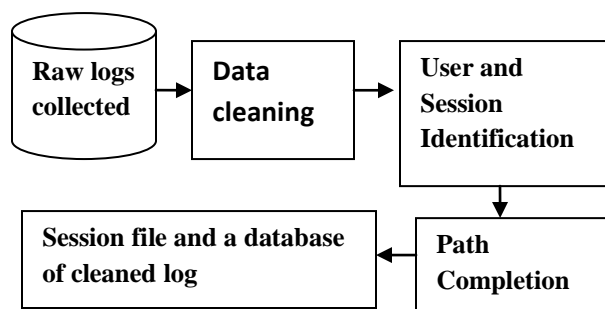 Raw logs
collected
Data
cleaning
User and
Session
Identification
Path
Completion
Session file and a database
of cleaned log